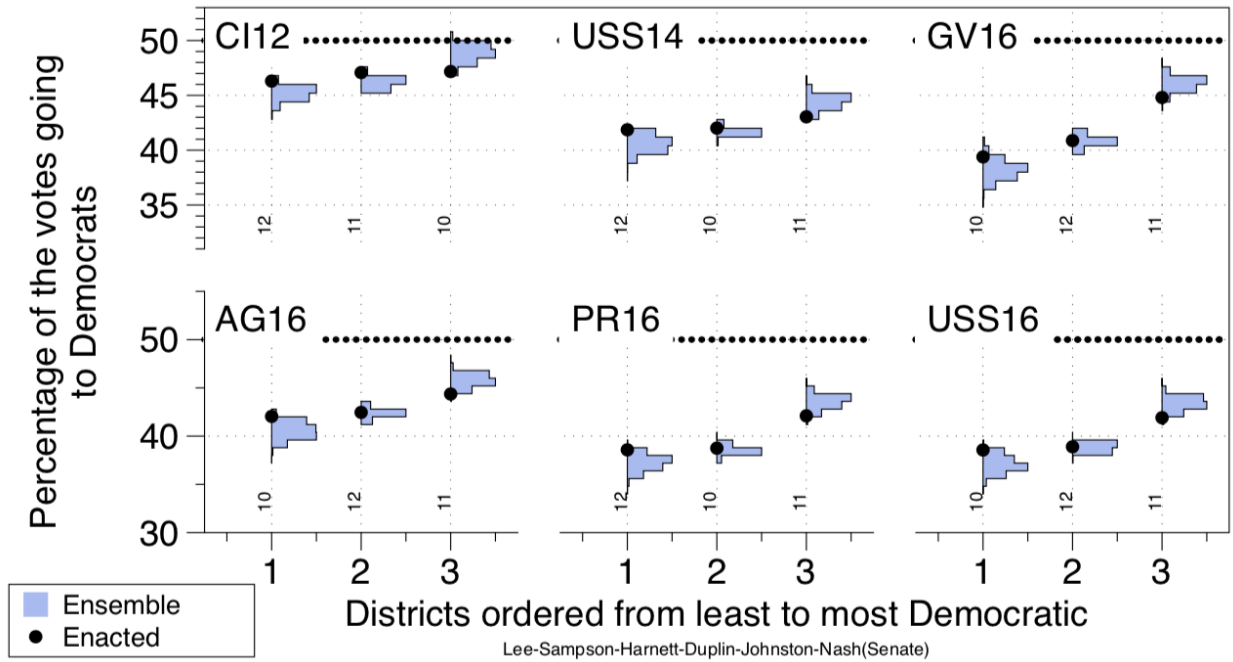 Percentage of the votes going
to Democrats
50
45
40
35
CI12
12
11
10
USS14
12
10
11
GV16
10
12
11
50
40
30
AG16
10
12
11
PR16
12
10
11
USS16
10
12
11
1 2 3 1 2 3 1 2 3
Ensemble
Enacted
Districts ordered from least to most Democratic
Lee-Sampson-Harnett-Duplin-Johnston-Nash(Senate)